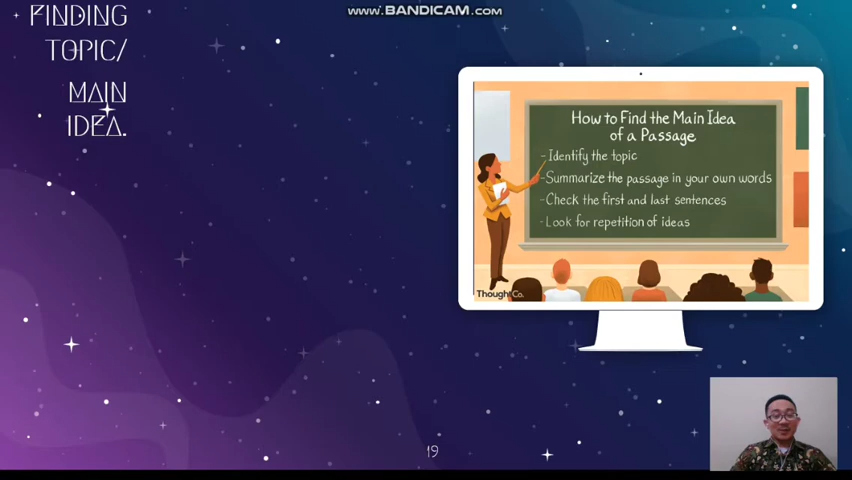 www.BANDICAM.com
FINDING
TOPIC/
MAIN
IDEA.
How to Find the Main Idea
of a Passage
-Identify the topic
-Summarize the passage in your own words
-Check the first and last sentences
-Look for repetition of ideas
ThoughtCo.
19